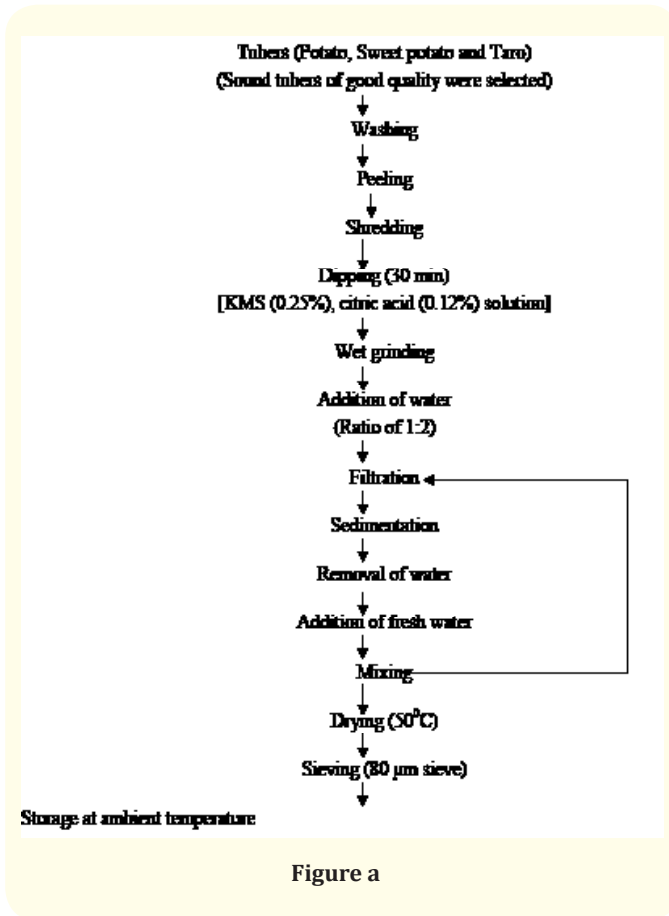 Tubers (Potato, Sweet potato and Taro)
(Sound tubers of good quality were selected)
Washing
Peeling
Shredding
Dipping (30 min)
[KMS (0.25%), citric acid (0.12%) solution]
Wet grinding
Addition of water
(Ratio of 1:2)
Filtration
Sedimentation
Removal of water
Addition of fresh water
Mixing
Drying (50⁰C)
Sieving (80 µm sieve)
Storage at ambient temperature
Figure a